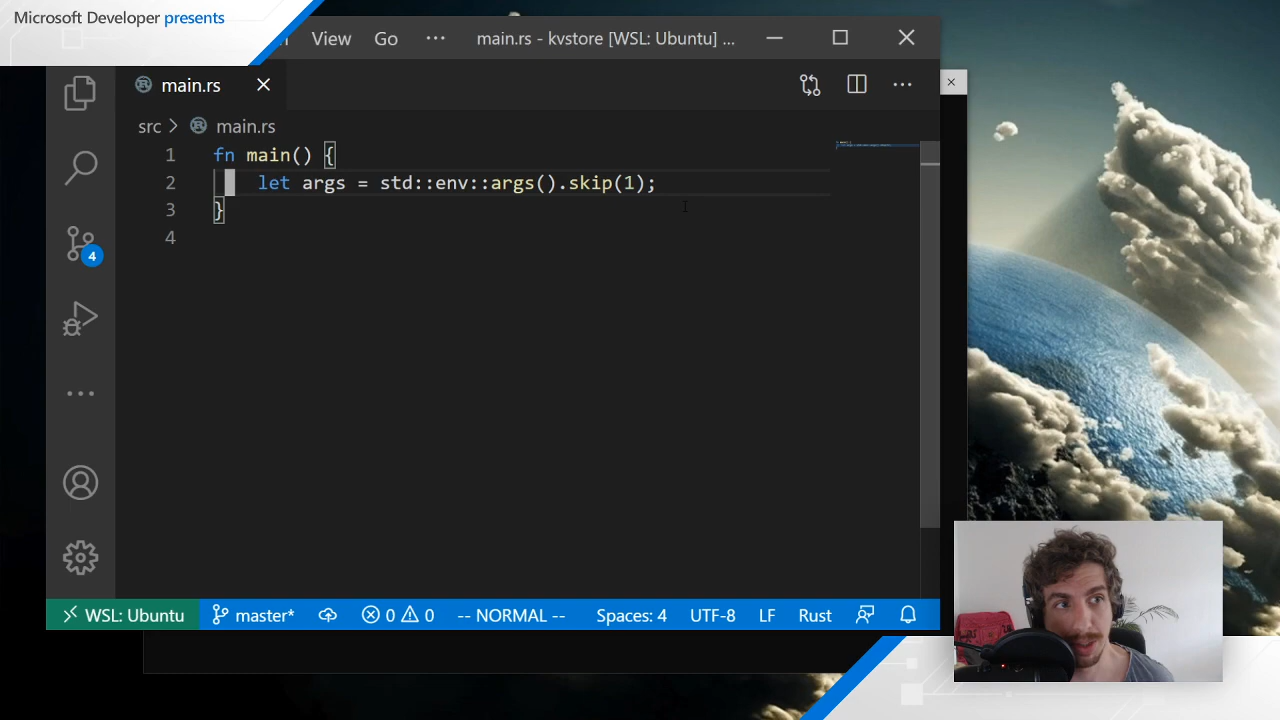 Microsoft Developer presents
View Go ··· main.rs - kvstore [WSL: Ubuntu] ...
main.rs
src > main.rs
1 fn main() {
2 let args = std::env::args().skip(1);
3 }
4
4
WSL: Ubuntu master* 0 0 -- NORMAL -- Spaces: 4 UTF-8 LF Rust